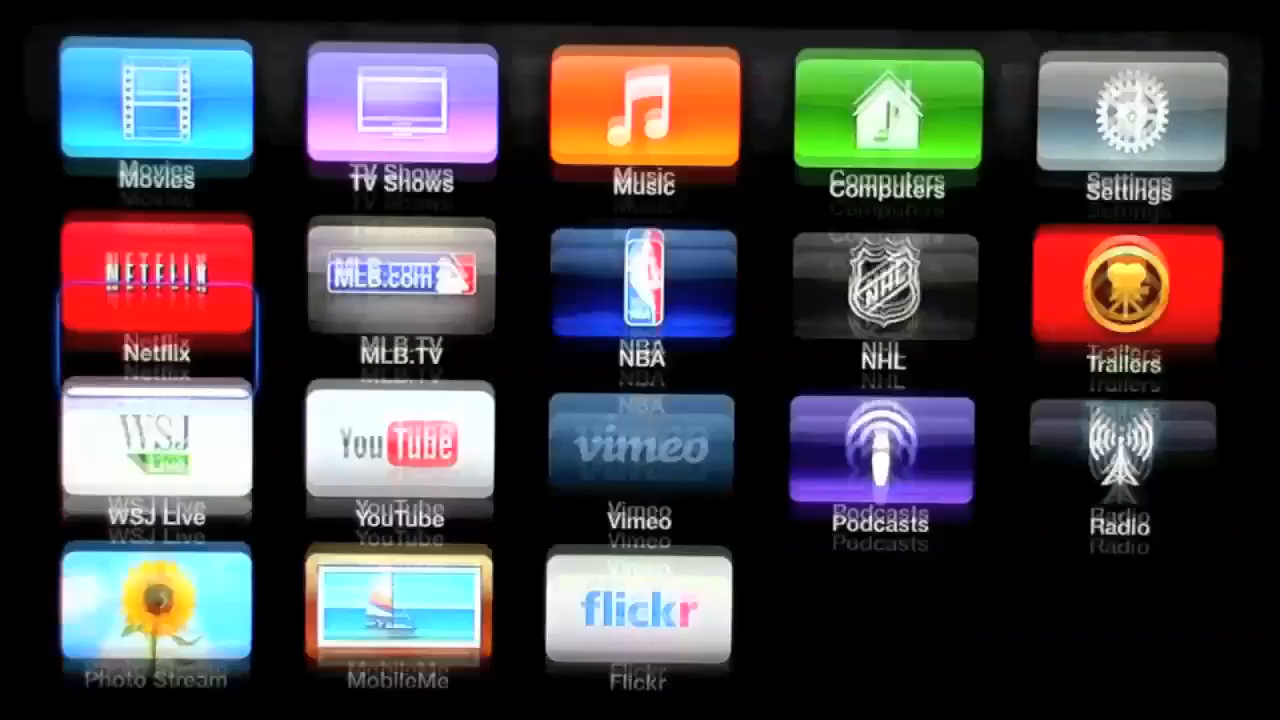 Movies
TV Shows
Music
Computers
Settings
NETFLIX
MLB.com
NHL
Netflix
MLB.TV
NBA
NHL
Trailers
WSJ
Live
YouTube
vimeo
WSJ Live
YouTube
Vimeo
Podcasts
Radio
flickr
Photo Stream
MobileMe
Flickr